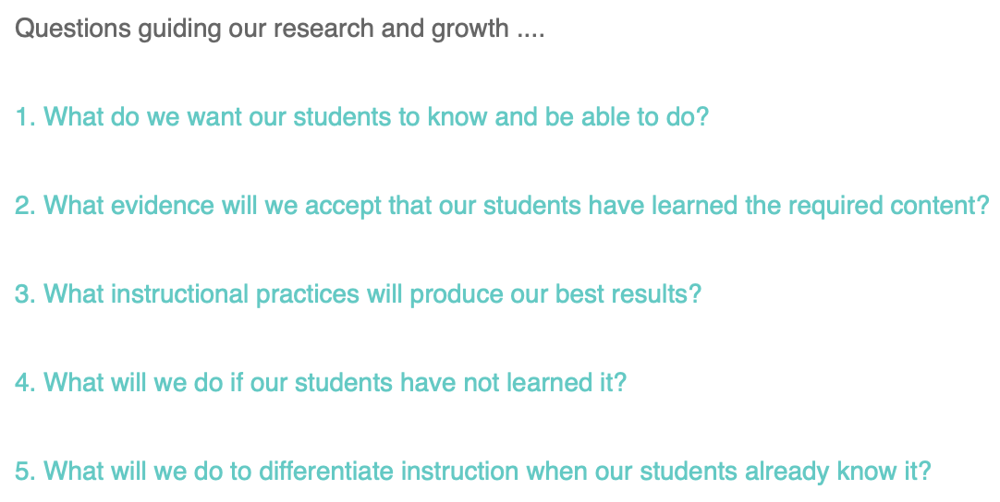 Questions guiding our research and growth ....
1. What do we want our students to know and be able to do?
2. What evidence will we accept that our students have learned the required content?
3. What instructional practices will produce our best results?
4. What will we do if our students have not learned it?
5. What will we do to differentiate instruction when our students already know it?